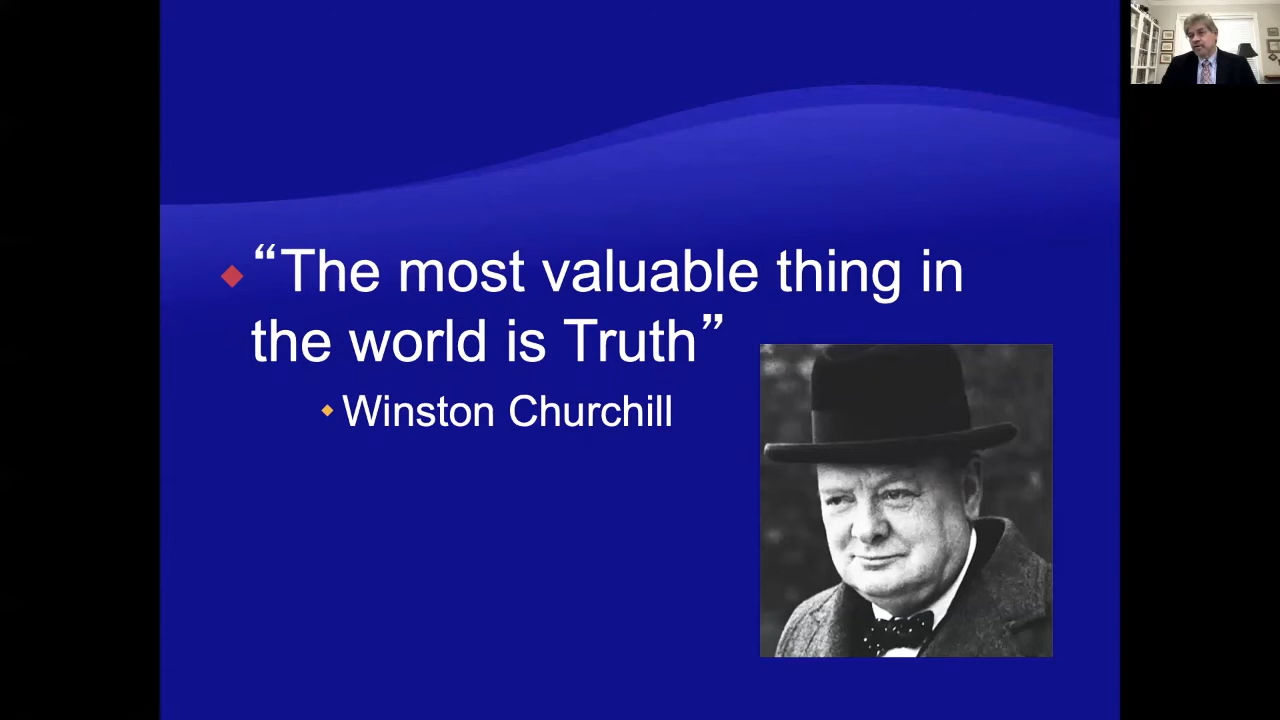 “The most valuable thing in
the world is Truth”
Winston Churchill